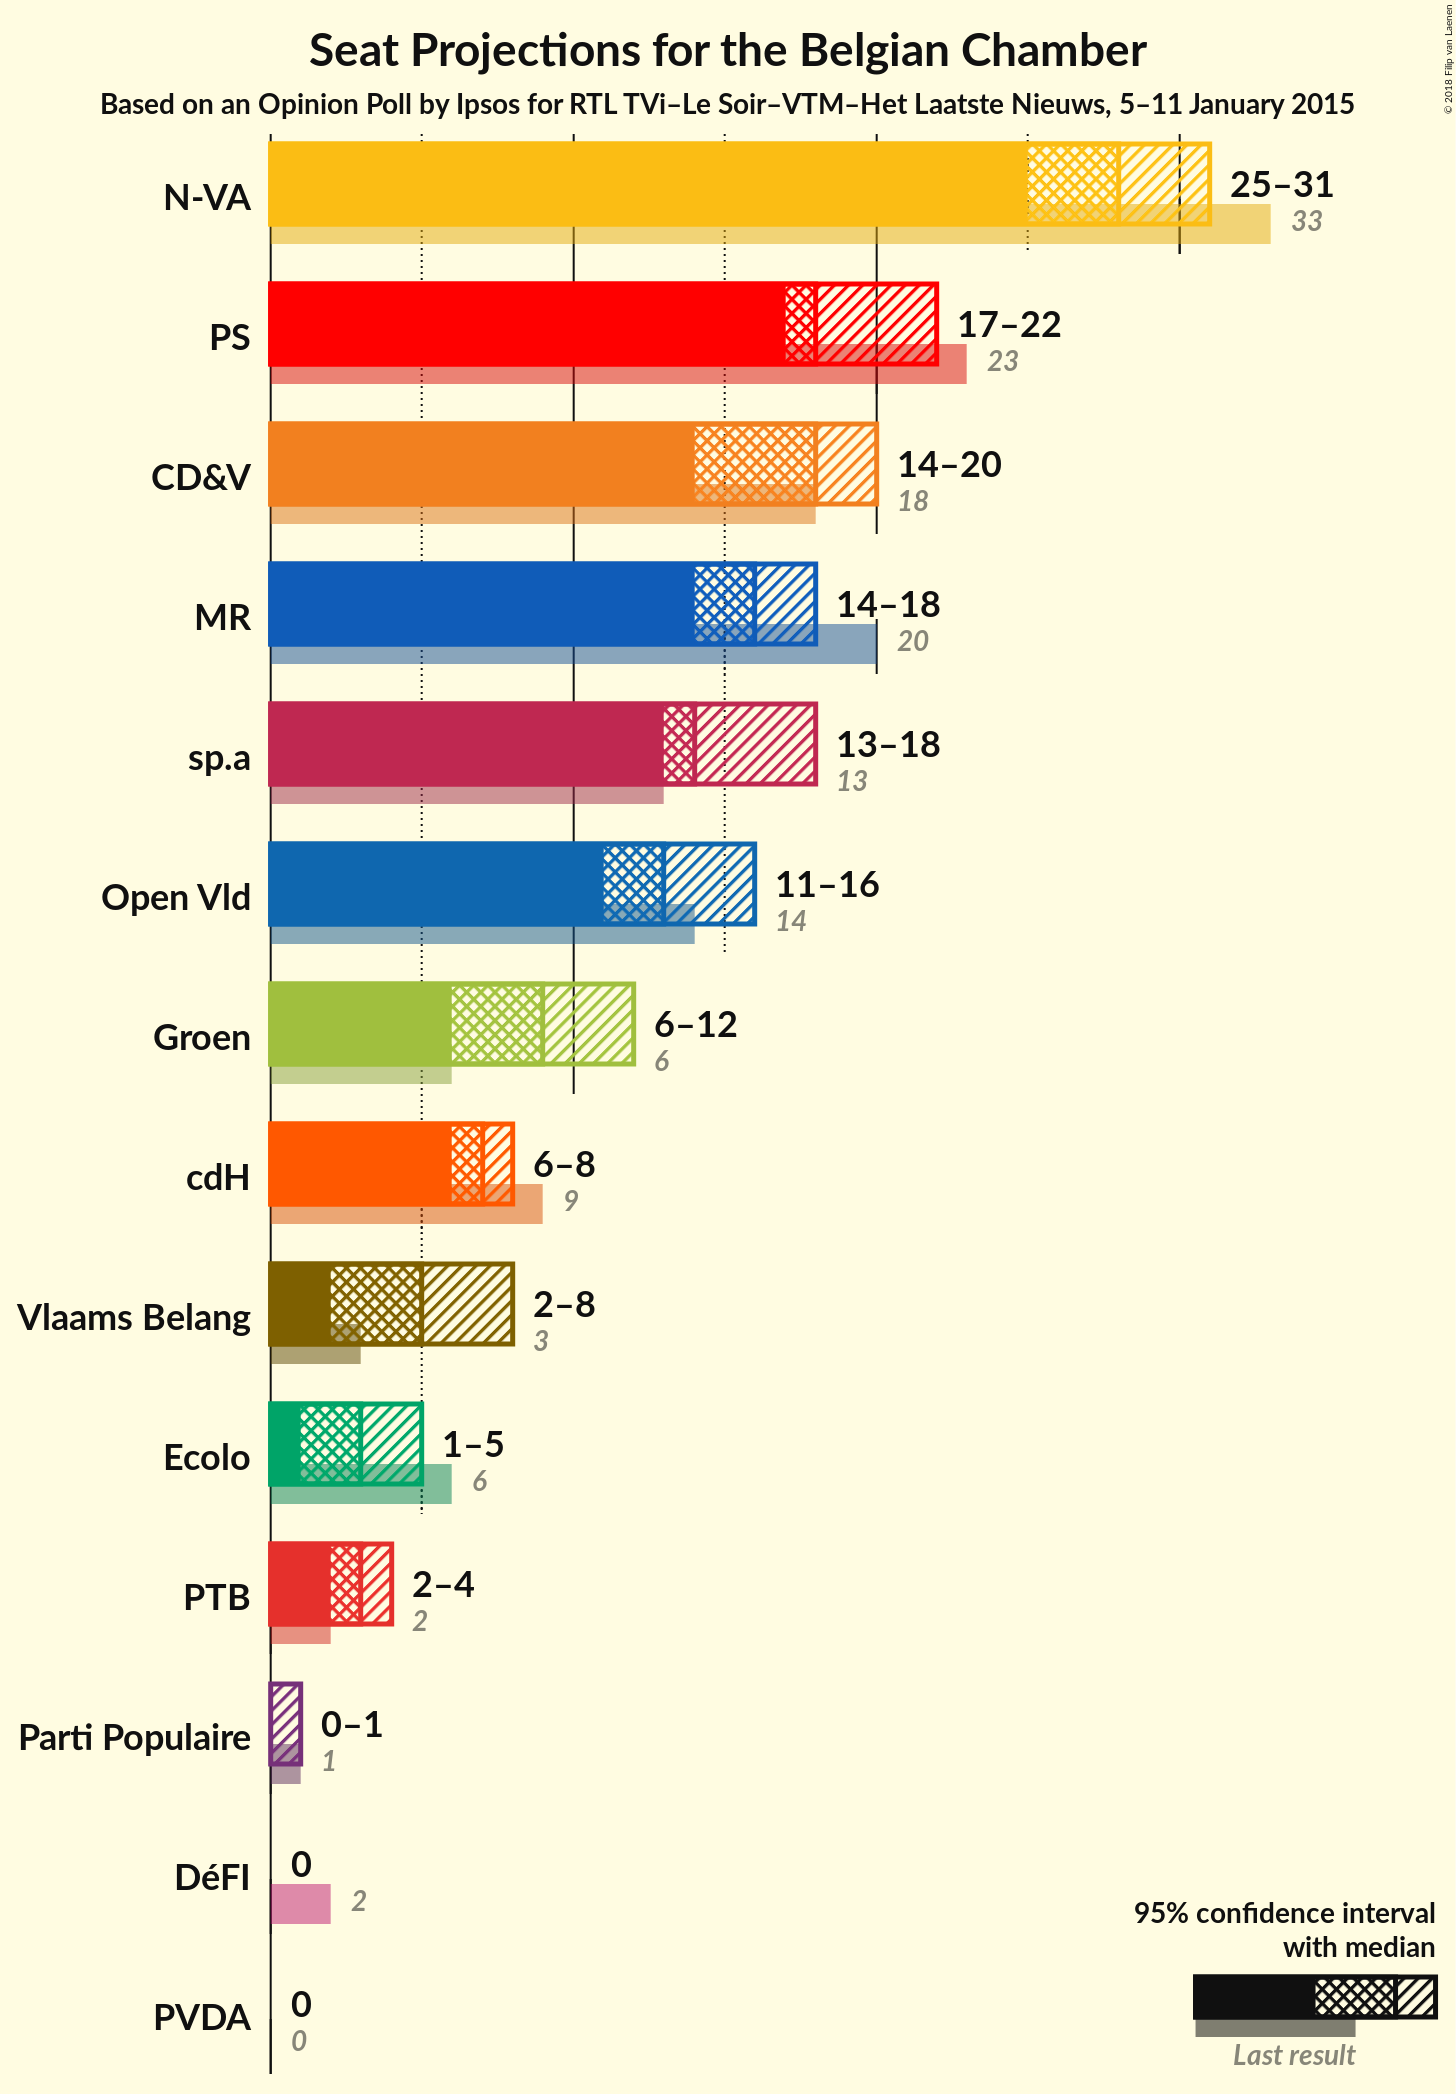 Seat Projections for the Belgian Chamber
Based on an Opinion Poll by Ipsos for RTL TVi–Le Soir–VTM–Het Laatste Nieuws, 5–11 January 2015
© 2018 Filip van Laenen
N-VA
25–31
33
PS
17–22
23
CD&V
14–20
18
MR
14–18
20
sp.a
13–18
13
Open Vld
11–16
14
Groen
6–12
6
cdH
6–8
9
Vlaams Belang
2–8
3
Ecolo
1–5
6
PTB
2–4
2
Parti Populaire
0–1
1
DéFI
0
2
PVDA
0
0
95% confidence interval
with median
Last result